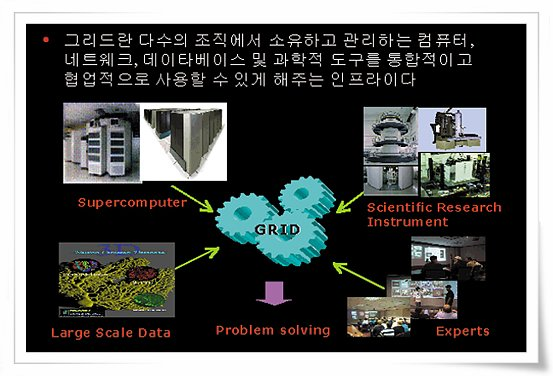 • 그리드란 다수의 조직에서 소유하고 관리하는 컴퓨터,
네트워크, 데이타베이스 및 과학적 도구를 통합적이고
협업적으로 사용할 수 있게 해주는 인프라이다
Supercomputer
Scientific Research
Instrument
GRID
Large Scale Data
Problem solving
Experts